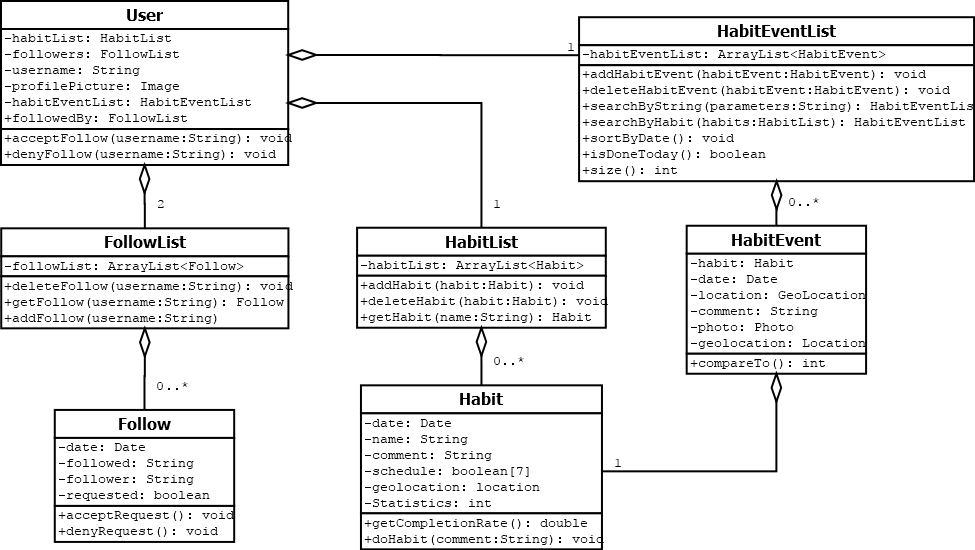 User
-habitList: HabitList
-followers: FollowList
-username: String
-profilePicture: Image
-habitEventList: HabitEventList
+followedBy: FollowList
+acceptFollow(username:String): void
+denyFollow(username:String): void
1
HabitEventList
-habitEventList: ArrayList<HabitEvent>
+addHabitEvent(habitEvent:HabitEvent): void
+deleteHabitEvent(habitEvent:HabitEvent): void
+searchByString(parameters:String): HabitEventLis
+searchByHabit(habits:HabitList): HabitEventList
+sortByDate(): void
+isDoneToday(): boolean
+size(): int
2
1
0..*
FollowList
-followList: ArrayList<Follow>
+deleteFollow(username:String): void
+getFollow(username:String): Follow
+addFollow(username:String)
HabitList
-habitList: ArrayList<Habit>
+addHabit(habit:Habit): void
+deleteHabit(habit:Habit): void
+getHabit(name:String): Habit
HabitEvent
-habit: Habit
-date: Date
-location: GeoLocation
-comment: String
-photo: Photo
-geolocation: Location
+compareTo(): int
0..*
0..*
Follow
-date: Date
-followed: String
-follower: String
-requested: boolean
+acceptRequest(): void
+denyRequest(): void
Habit
-date: Date
-name: String
-comment: String
-schedule: boolean[7]
-geolocation: location
-Statistics: int
+getCompletionRate(): double
+doHabit(comment:String): void
1